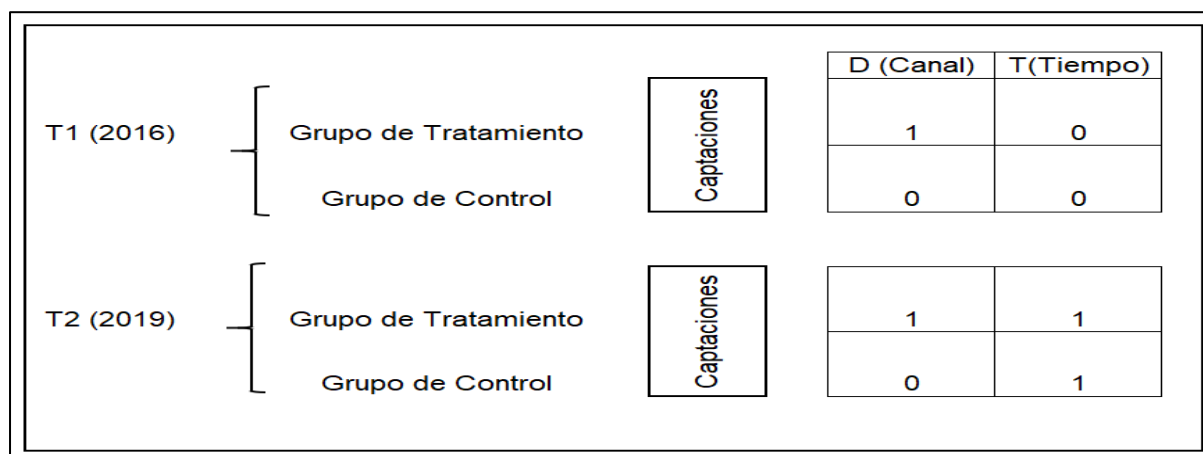 D (Canal) T(Tiempo)
T1 (2016) Grupo de Tratamiento Captaciones 1 0
Grupo de Control 0 0
T2 (2019) Grupo de Tratamiento Captaciones 1 1
Grupo de Control 0 1